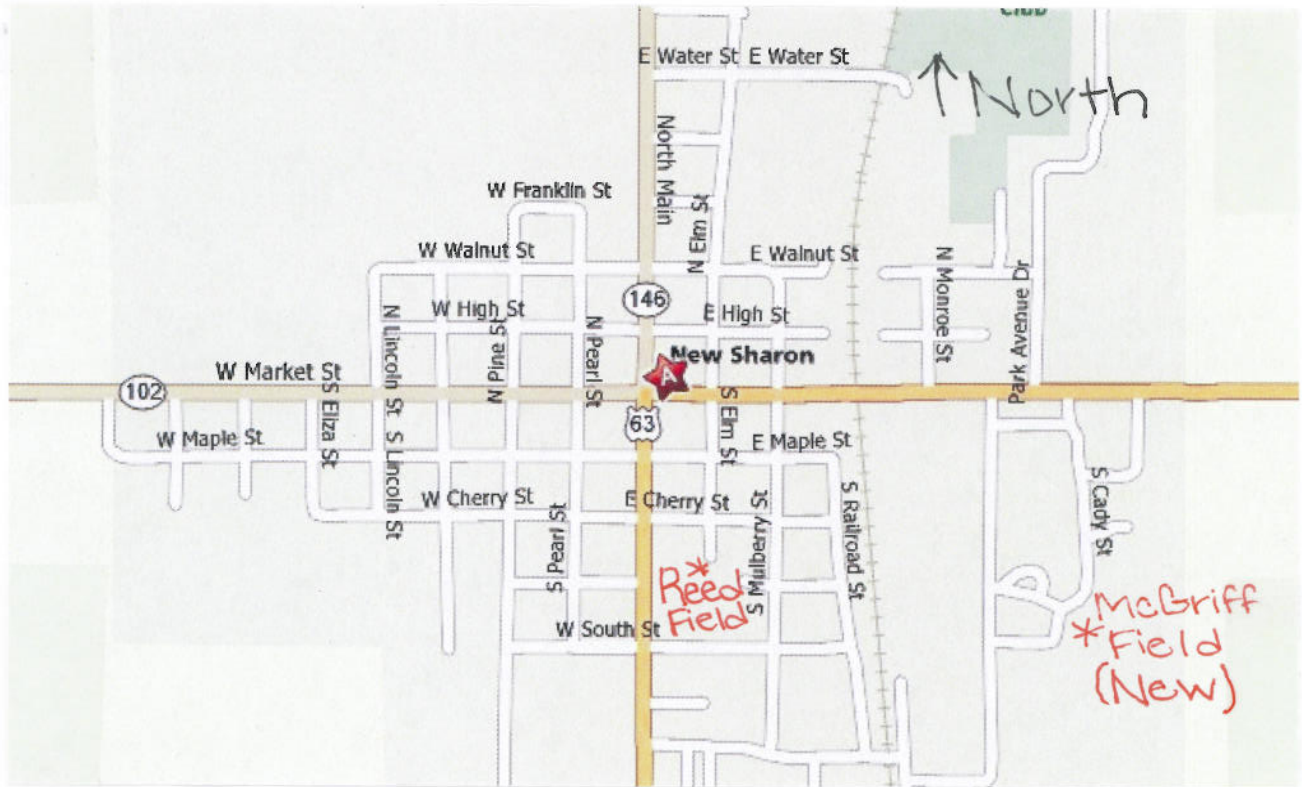 Club
E Water St E Water St
↑ North
North Main
W Franklin St
N Elm St
W Walnut St
E Walnut St
N Monroe St
Park Avenue Dr
146
W High St
E High St
N Lincoln St
N Pine St
N Pearl St
New Sharon
A
W Market St
102
63
S Eliza St
S Elm St
W Maple St
E Maple St
S Lincoln St
W Cherry St
E Cherry St
S Pearl St
S Mulberry St
S Railroad St
S Cady St
*
Reed
Field
W South St
McGriff
* Field
(New)